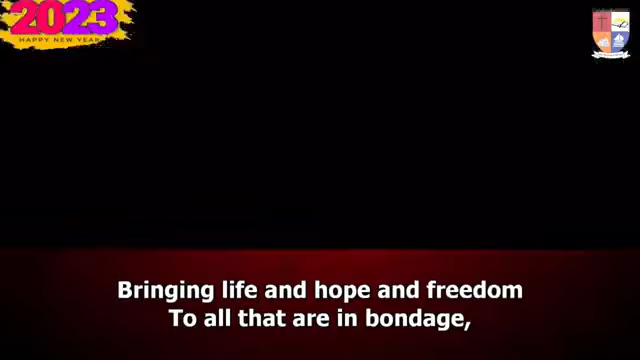 2023
HAPPY NEW YEAR
Bringing life and hope and freedom
To all that are in bondage,